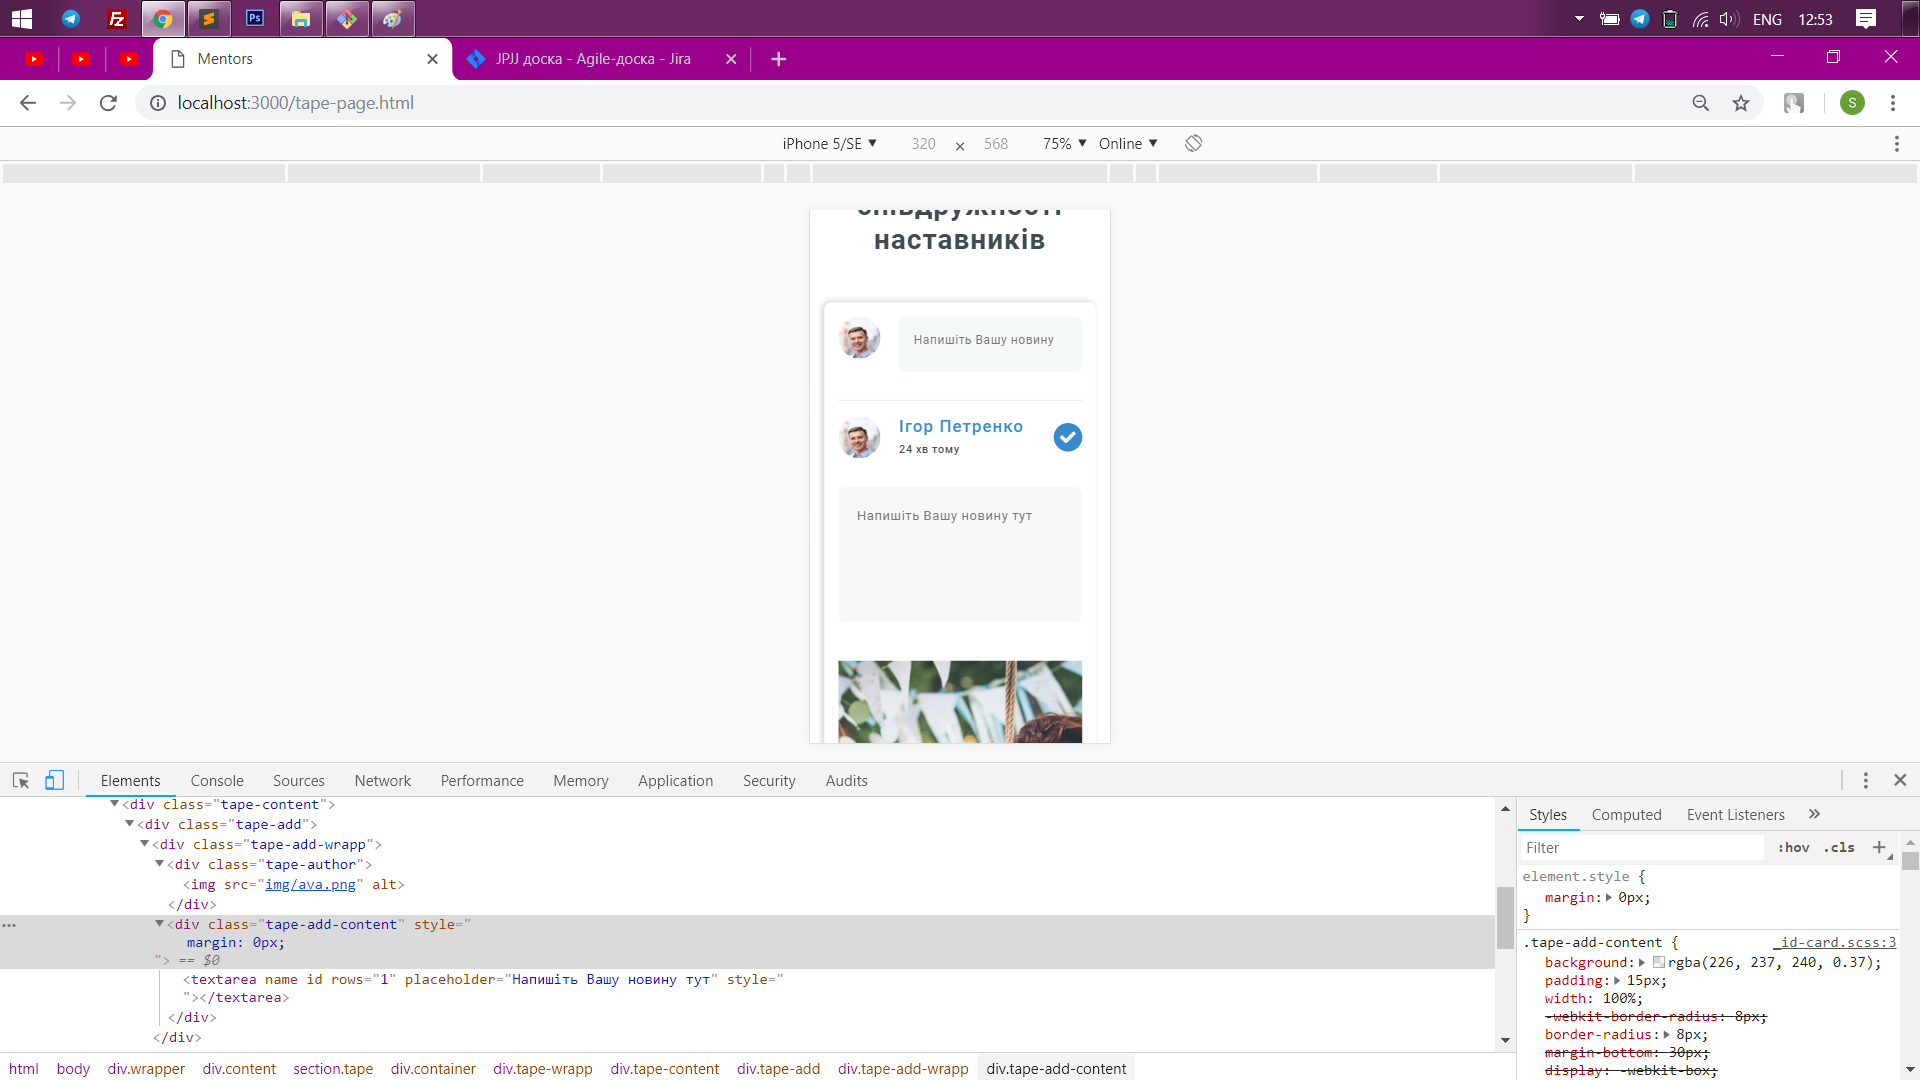 ENG 12:53
Mentors
JPJJ доска - Agile-доска - Jira
localhost:3000/tape-page.html
S
iPhone 5/SE 320 × 568 75% Online
співдружності
наставників
Напишіть Вашу новину
Ігор Петренко
24 хв тому
Напишіть Вашу новину тут
Elements Console Sources Network Performance Memory Application Security Audits
<div class="tape-content">
<div class="tape-add">
<div class="tape-add-wrapp">
<div class="tape-author">
<img src="img/ava.png" alt>
</div>
<div class="tape-add-content" style="
margin: 0px;
"> == $0
<textarea name id rows="1" placeholder="Напишіть Вашу новину тут" style="
"></textarea>
</div>
</div>
html body div.wrapper div.content section.tape div.container div.tape-wrapp div.tape-content div.tape-add div.tape-add-wrapp div.tape-add-content
Styles Computed Event Listeners »
Filter :hov .cls +
element.style {
margin: 0px;
}
.tape-add-content { _id-card.scss:3
background: rgba(226, 237, 240, 0.37);
padding: 15px;
width: 100%;
-webkit-border-radius: 8px;
border-radius: 8px;
margin-bottom: 30px;
display: -webkit-box;